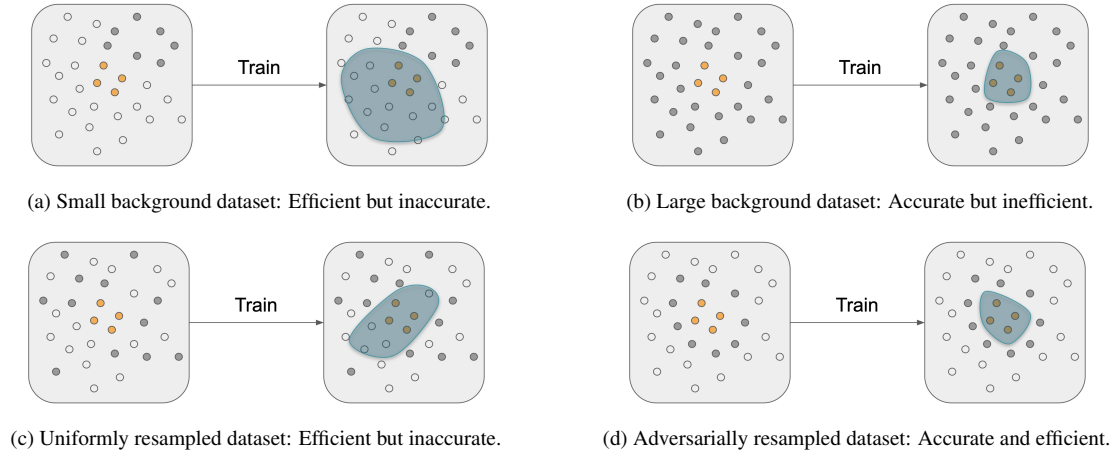 Train
Train
(a) Small background dataset: Efficient but inaccurate.
(b) Large background dataset: Accurate but inefficient.
Train
Train
(c) Uniformly resampled dataset: Efficient but inaccurate.
(d) Adversarially resampled dataset: Accurate and efficient.